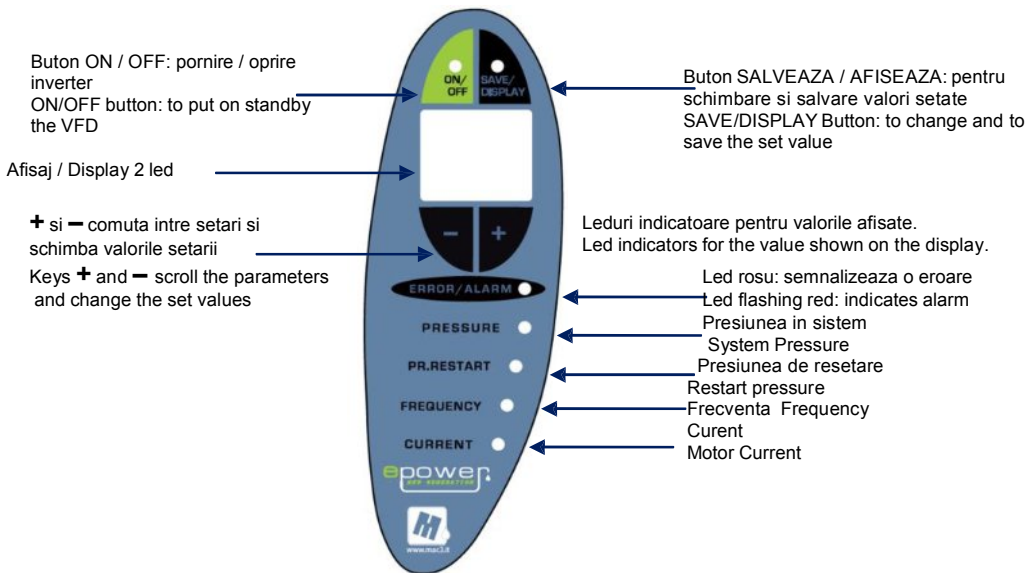 Buton ON / OFF: pornire / oprire
inverter
ON/OFF button: to put on standby
the VFD
Afisaj / Display 2 led
+ si – comuta intre setari si
schimba valorile setarii
Keys + and – scroll the parameters
and change the set values
ON/
OFF
SAVE/
DISPLAY
-
+
ERROR/ALARM
PRESSURE
PR.RESTART
FREQUENCY
CURRENT
epower
NEW GENERATION
M
www.mac3.it
Buton SALVEAZA / AFISEAZA: pentru
schimbare si salvare valori setate
SAVE/DISPLAY Button: to change and to
save the set value
Leduri indicatoare pentru valorile afisate.
Led indicators for the value shown on the display.
Led rosu: semnalizeaza o eroare
Led flashing red: indicates alarm
Presiunea in sistem
System Pressure
Presiunea de resetare
Restart pressure
Frecventa Frequency
Curent
Motor Current